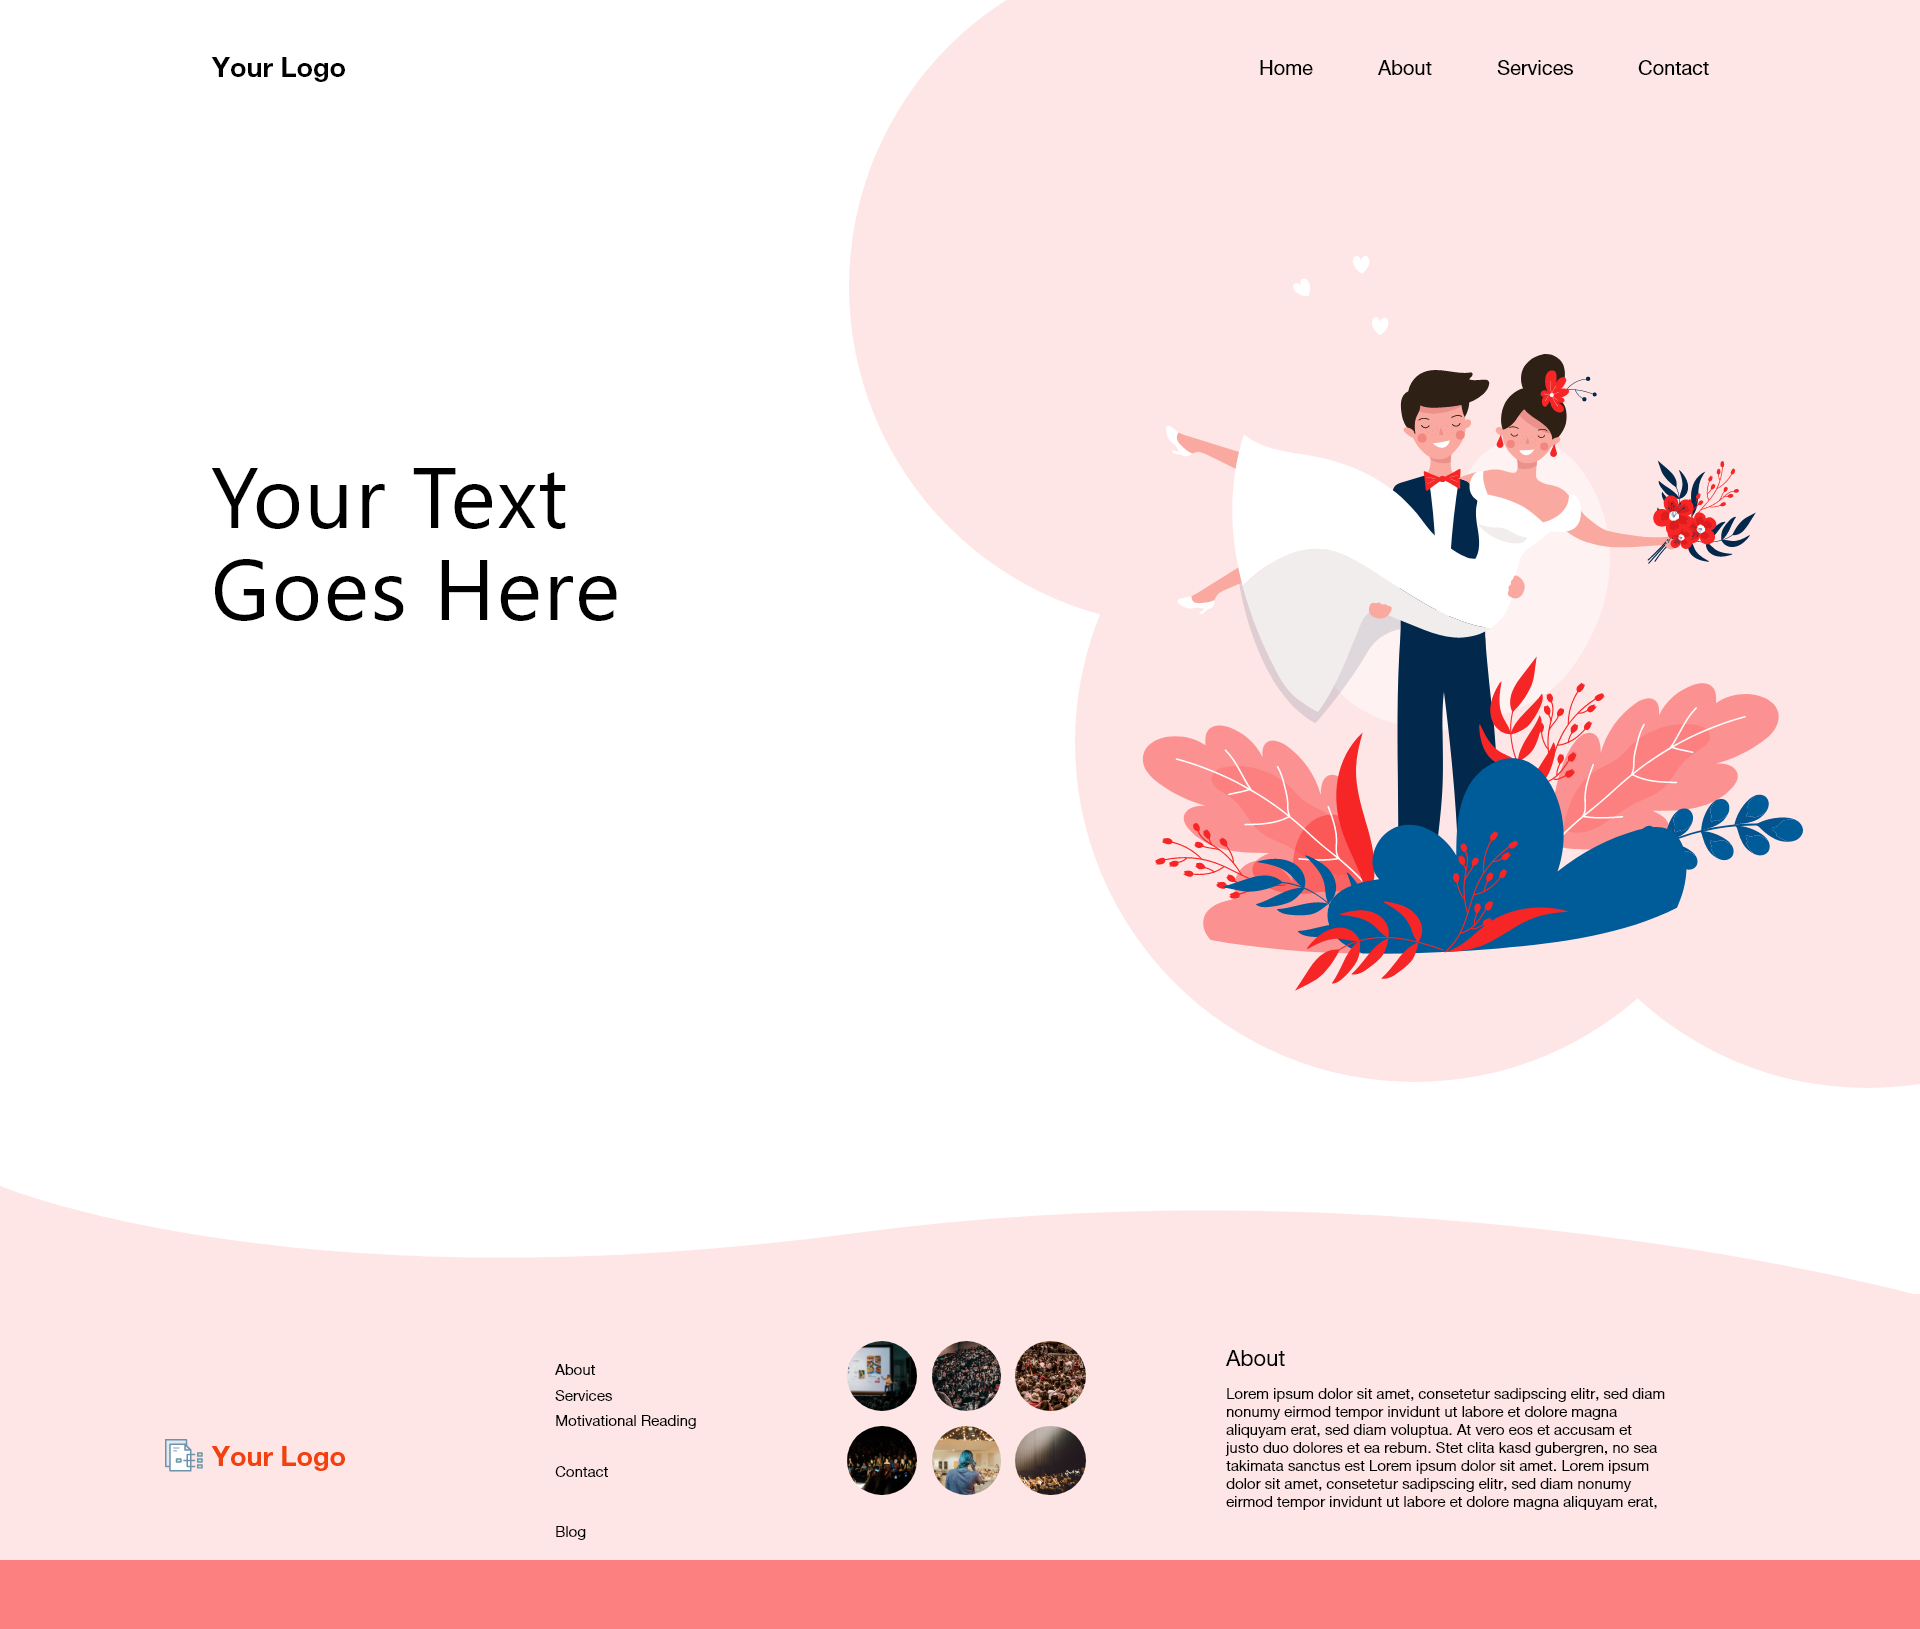 Your Logo
Home
About
Services
Contact
Your Text
Goes Here
Your Logo
About
Services
Motivational Reading
Contact
Blog
About
Lorem ipsum dolor sit amet, consetetur sadipscing elitr, sed diam
nonumy eirmod tempor invidunt ut labore et dolore magna
aliquyam erat, sed diam voluptua. At vero eos et accusam et
justo duo dolores et ea rebum. Stet clita kasd gubergren, no sea
takimata sanctus est Lorem ipsum dolor sit amet. Lorem ipsum
dolor sit amet, consetetur sadipscing elitr, sed diam nonumy
eirmod tempor invidunt ut labore et dolore magna aliquyam erat,